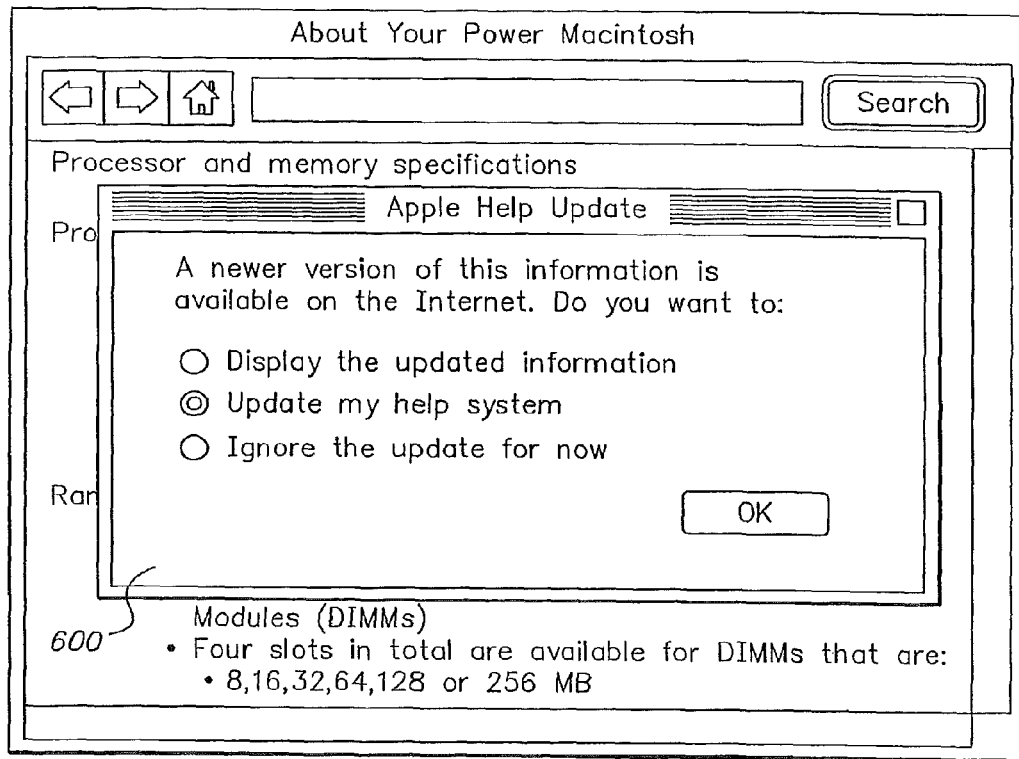 About Your Power Macintosh
Search
Processor and memory specifications
Apple Help Update
Pro
A newer version of this information is
available on the Internet. Do you want to:
Display the updated information
Update my help system
Ignore the update for now
Ran
OK
Modules (DIMMs)
600
• Four slots in total are available for DIMMs that are:
• 8,16,32,64,128 or 256 MB